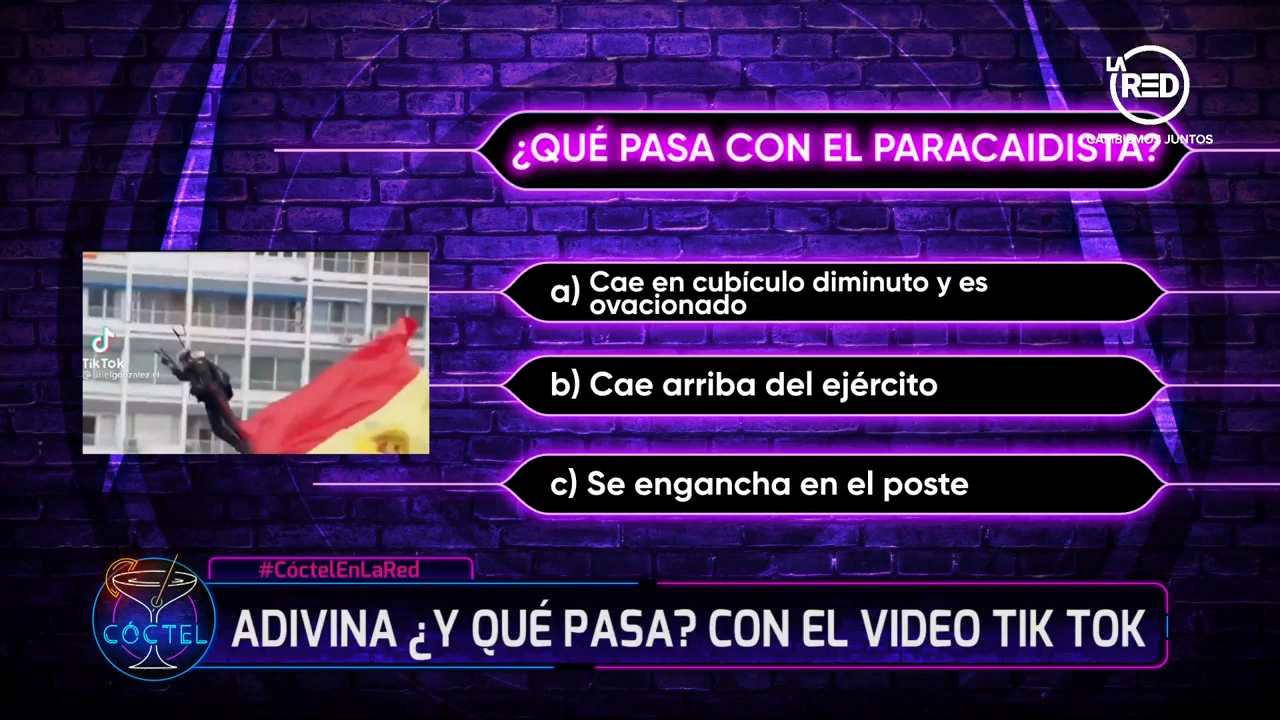 LA
RED
CAMBIEMOS JUNTOS
¿QUÉ PASA CON EL PARACAIDISTA?
a) Cae en cubículo diminuto y es
ovacionado
b) Cae arriba del ejército
c) Se engancha en el poste
TikTok
#CóctelEnLaRed
CÓCTEL
ADIVINA ¿Y QUÉ PASA? CON EL VIDEO TIK TOK